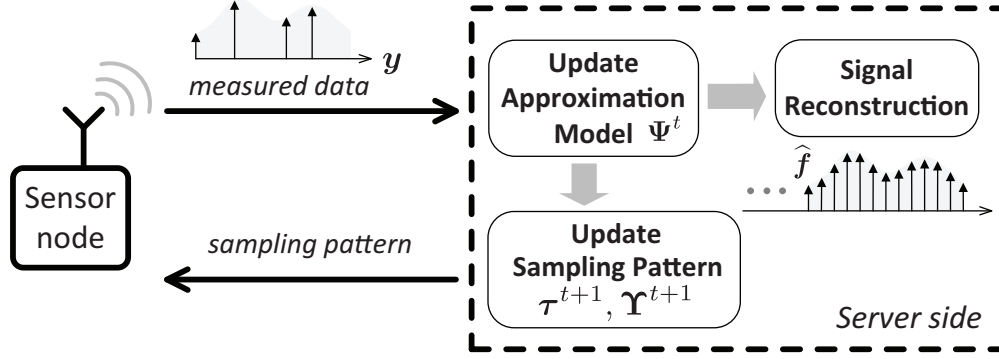 y
measured data
Sensor
node
sampling pattern
Update
Approximation
Model Ψ^t
Signal
Reconstruction
f̂
Update
Sampling Pattern
τ^{t+1}, Υ^{t+1}
Server side